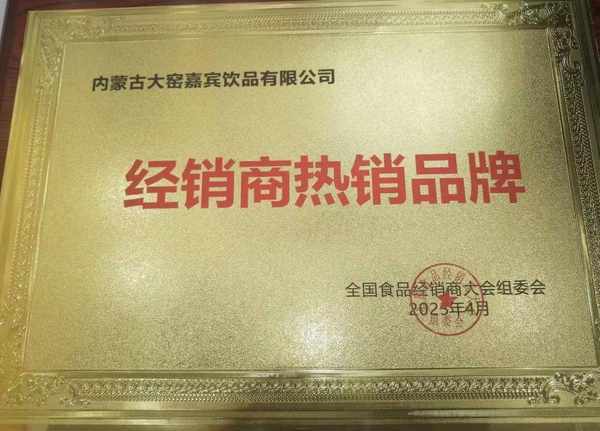 内蒙古大窑嘉宾饮品有限公司
经销商热销品牌
全国食品经销商大会组委会
2025年4月